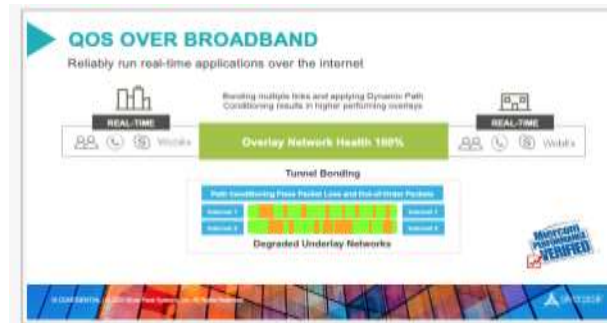 QOS OVER BROADBAND
Reliably run real-time applications over the internet
Bonding multiple links and applying Dynamic Path
Conditioning results in higher performing overlays
REAL-TIME
REAL-TIME
WebEx
Overlay Network Health 100%
WebEx
Tunnel Bonding
Path Conditioning Fixes Packet Loss and Out-of-Order Packets
Internet 1
Internet 1
Internet 2
Internet 2
Degraded Underlay Networks
Miercom
PERFORMANCE
VERIFIED